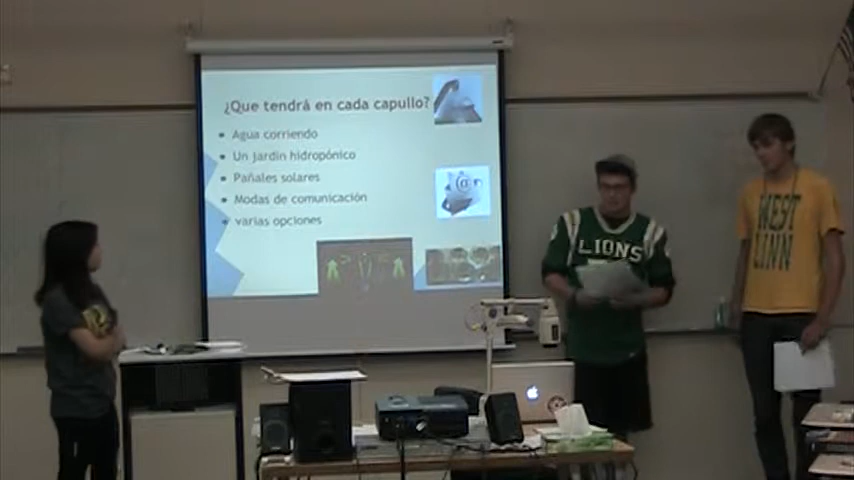 ¿Que tendrá en cada capullo?
• Agua corriendo
• Un jardín hidropónico
• Pañales solares
• Modas de comunicación
• varias opciones
@
LIONS
WEST
LINN